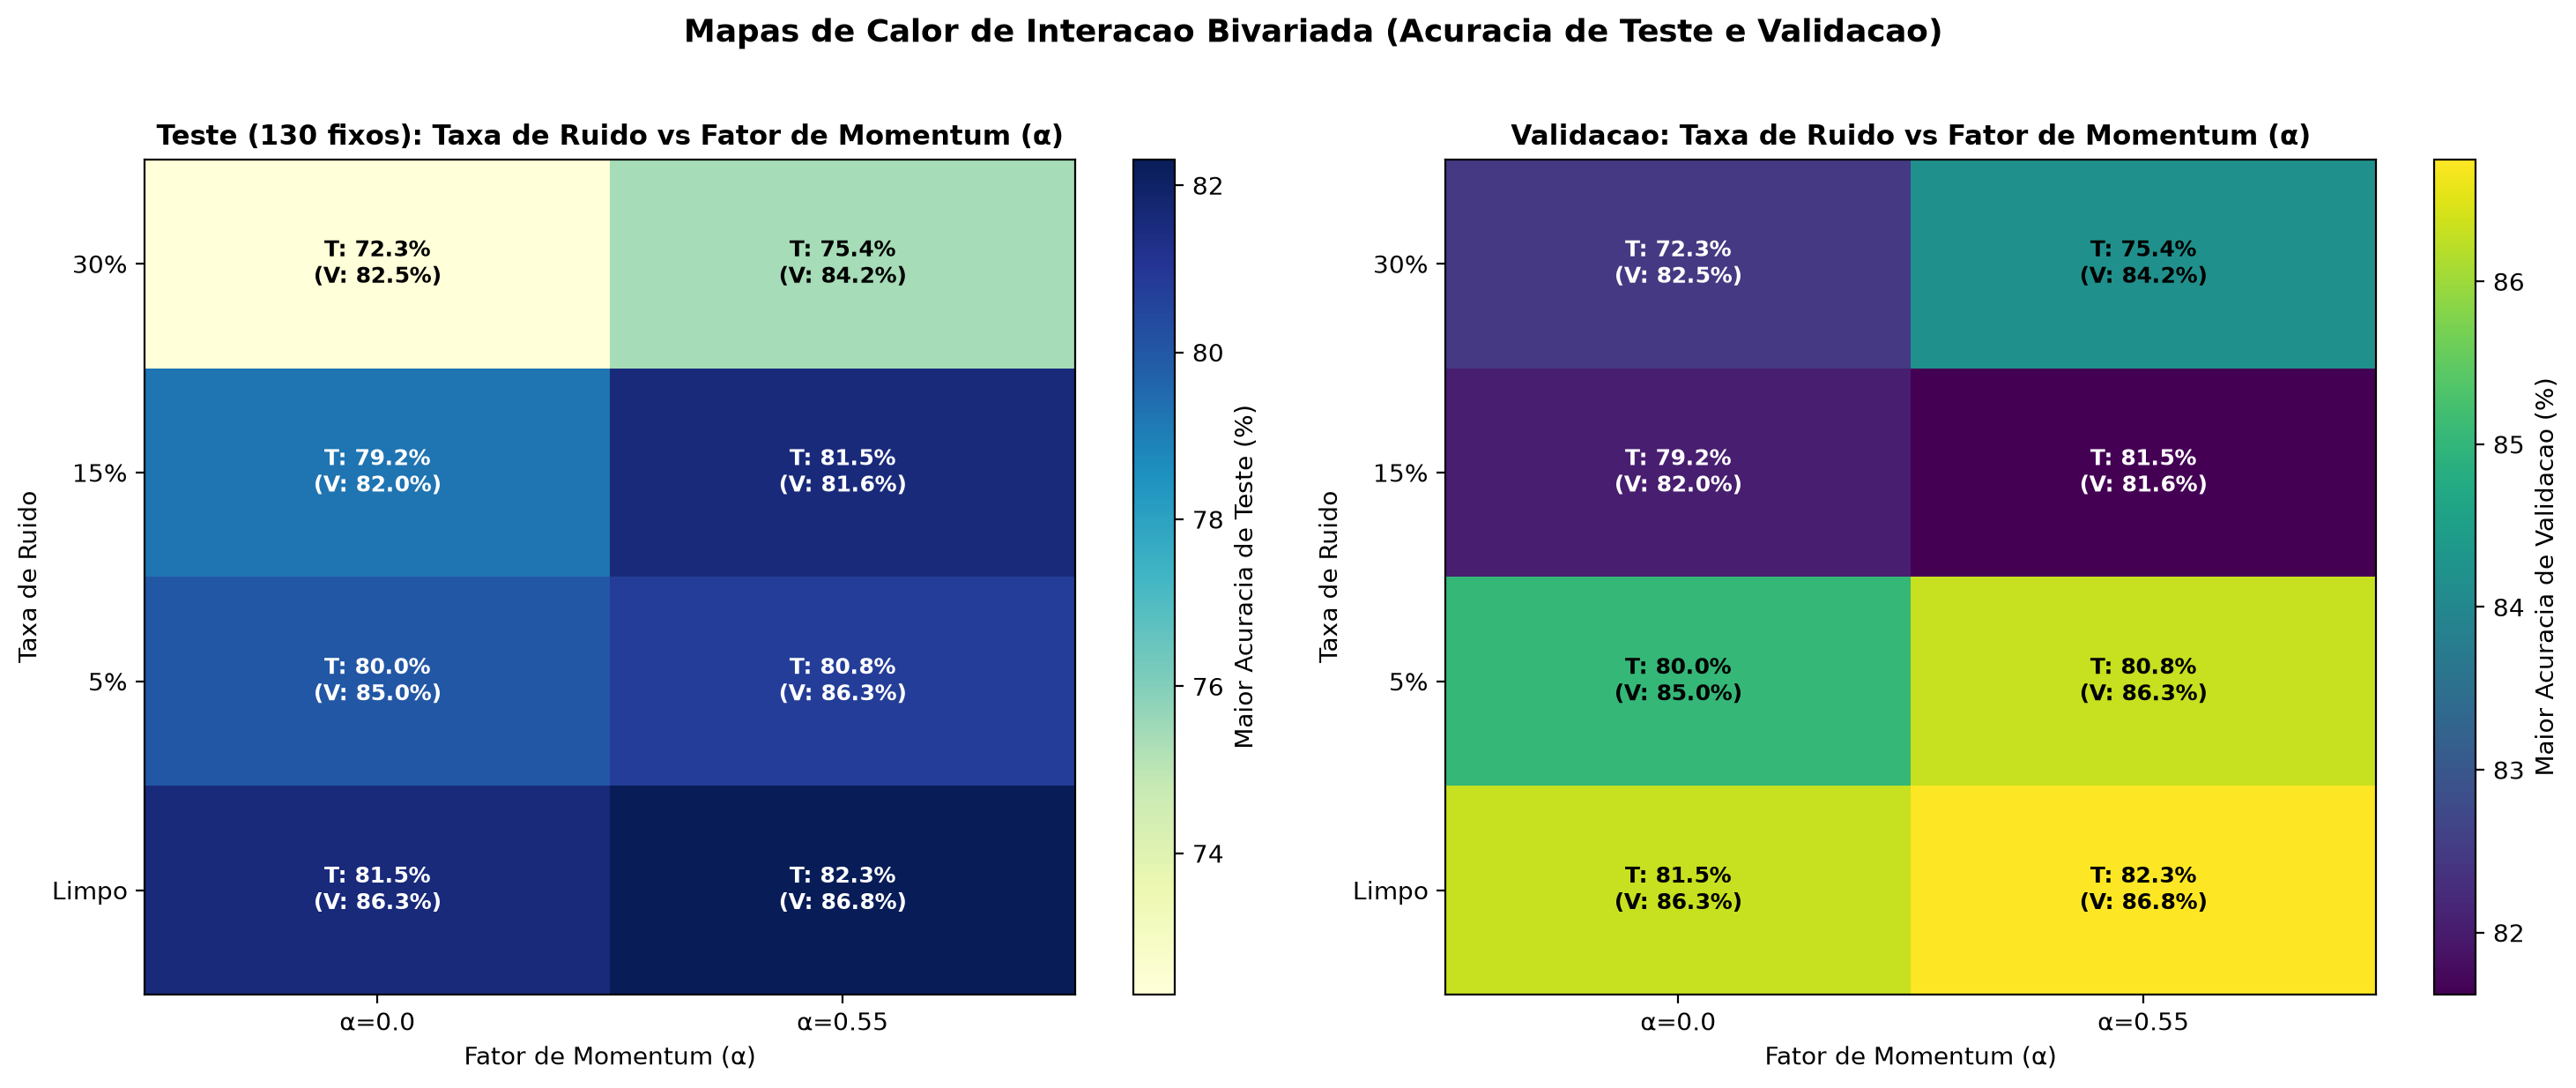 Mapas de Calor de Interacao Bivariada (Acuracia de Teste e Validacao)
Teste (130 fixos): Taxa de Ruido vs Fator de Momentum (α)
Taxa de Ruido
30%
15%
5%
Limpo
T: 72.3%
(V: 82.5%)
T: 75.4%
(V: 84.2%)
T: 79.2%
(V: 82.0%)
T: 81.5%
(V: 81.6%)
T: 80.0%
(V: 85.0%)
T: 80.8%
(V: 86.3%)
T: 81.5%
(V: 86.3%)
T: 82.3%
(V: 86.8%)
α=0.0
α=0.55
Fator de Momentum (α)
82
80
78
76
74
Maior Acuracia de Teste (%)
Validacao: Taxa de Ruido vs Fator de Momentum (α)
Taxa de Ruido
30%
15%
5%
Limpo
T: 72.3%
(V: 82.5%)
T: 75.4%
(V: 84.2%)
T: 79.2%
(V: 82.0%)
T: 81.5%
(V: 81.6%)
T: 80.0%
(V: 85.0%)
T: 80.8%
(V: 86.3%)
T: 81.5%
(V: 86.3%)
T: 82.3%
(V: 86.8%)
α=0.0
α=0.55
Fator de Momentum (α)
86
85
84
83
82
Maior Acuracia de Validacao (%)